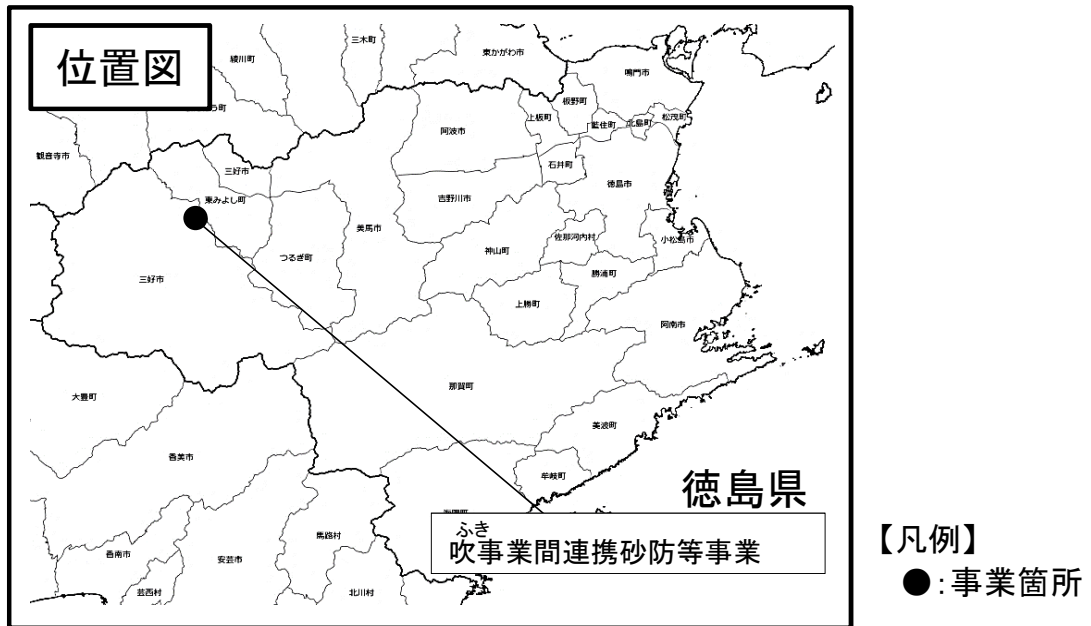 位置図
三木町
東かがわ市
綾川町
鳴門市
板野町
上板町
松茂町
北島町
藍住町
阿波市
観音寺市
石井町
三好市
徳島市
東みよし町
吉野川市
美馬市
佐那河内村
小松島市
神山町
つるぎ町
勝浦町
三好市
上勝町
阿南市
那賀町
大豊町
美波町
香美市
牟岐町
徳島県
ふき
吹事業間連携砂防等事業
馬路村
香南市
安芸市
芸西村
北川村
【凡例】
●:事業箇所